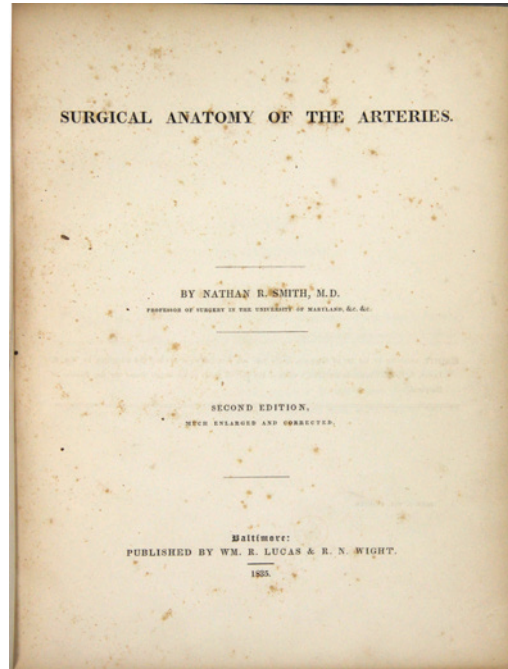 SURGICAL ANATOMY OF THE ARTERIES.
BY NATHAN R. SMITH, M.D.
PROFESSOR OF SURGERY IN THE UNIVERSITY OF MARYLAND, &c. &c.
SECOND EDITION,
MUCH ENLARGED AND CORRECTED.
Baltimore:
PUBLISHED BY WM. R. LUCAS & R. N. WIGHT.
1835.